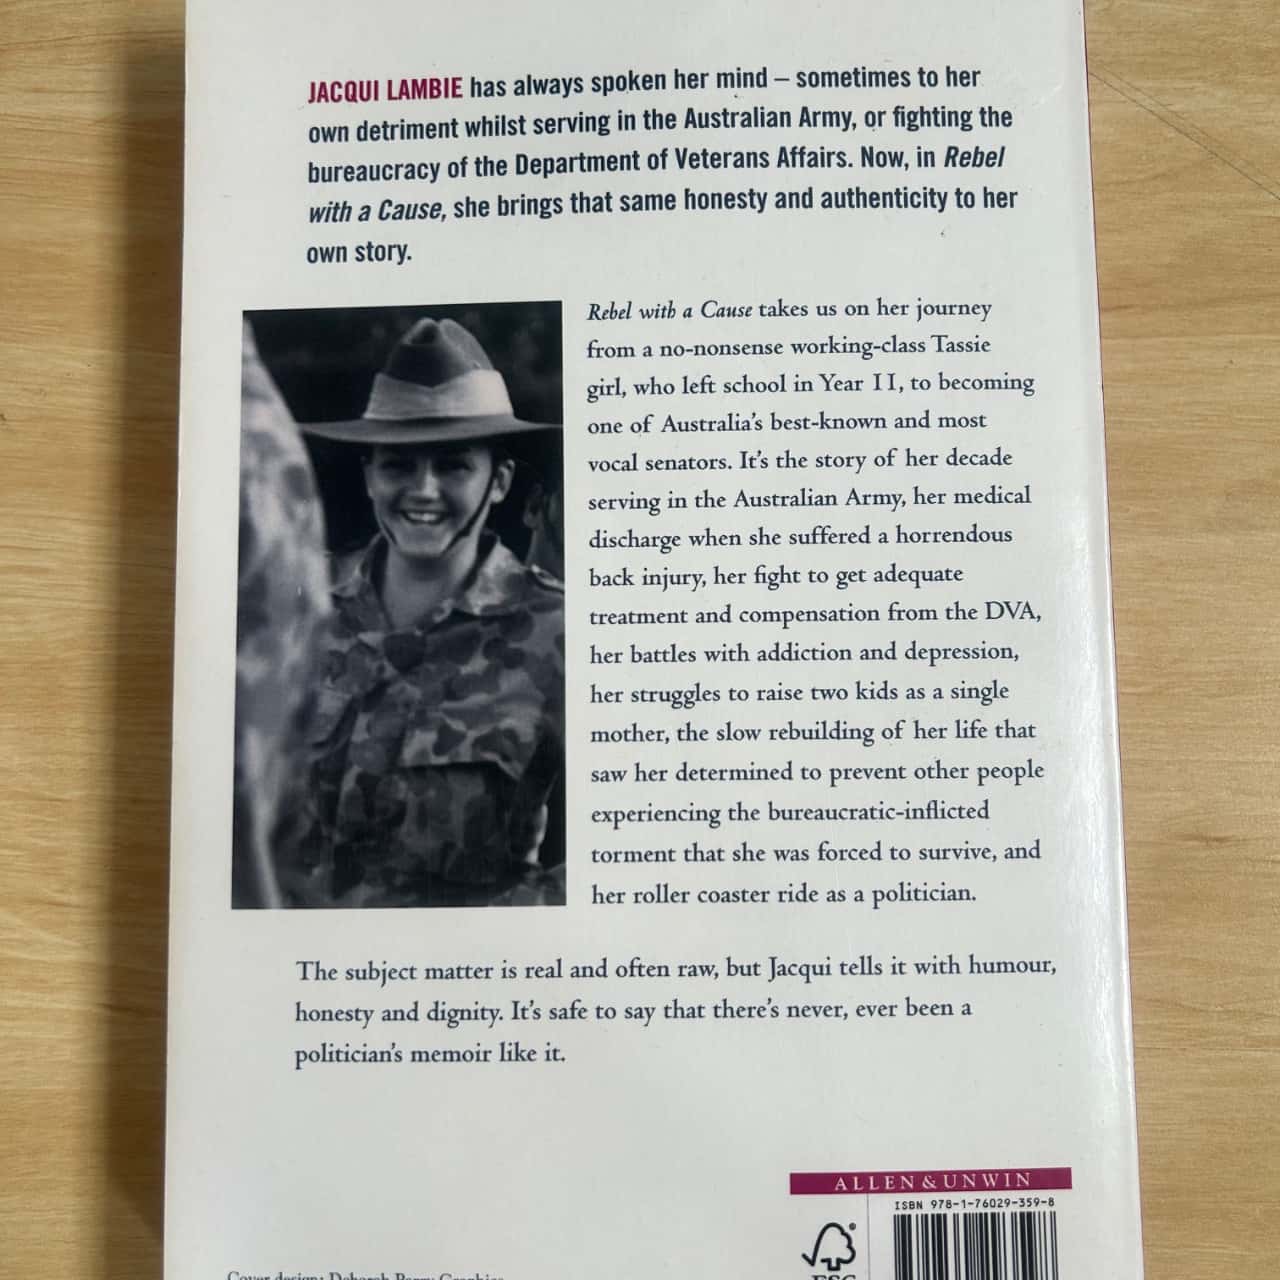 JACQUI LAMBIE has always spoken her mind – sometimes to her
own detriment whilst serving in the Australian Army, or fighting the
bureaucracy of the Department of Veterans Affairs. Now, in Rebel
with a Cause, she brings that same honesty and authenticity to her
own story.
Rebel with a Cause takes us on her journey
from a no-nonsense working-class Tassie
girl, who left school in Year 11, to becoming
one of Australia's best-known and most
vocal senators. It's the story of her decade
serving in the Australian Army, her medical
discharge when she suffered a horrendous
back injury, her fight to get adequate
treatment and compensation from the DVA,
her battles with addiction and depression,
her struggles to raise two kids as a single
mother, the slow rebuilding of her life that
saw her determined to prevent other people
experiencing the bureaucratic-inflicted
torment that she was forced to survive, and
her roller coaster ride as a politician.
The subject matter is real and often raw, but Jacqui tells it with humour,
honesty and dignity. It's safe to say that there's never, ever been a
politician's memoir like it.
ALLEN & UNWIN
ISBN 978-1-76029-359-8
FSC
Cover design: Deborah Parry Graphics